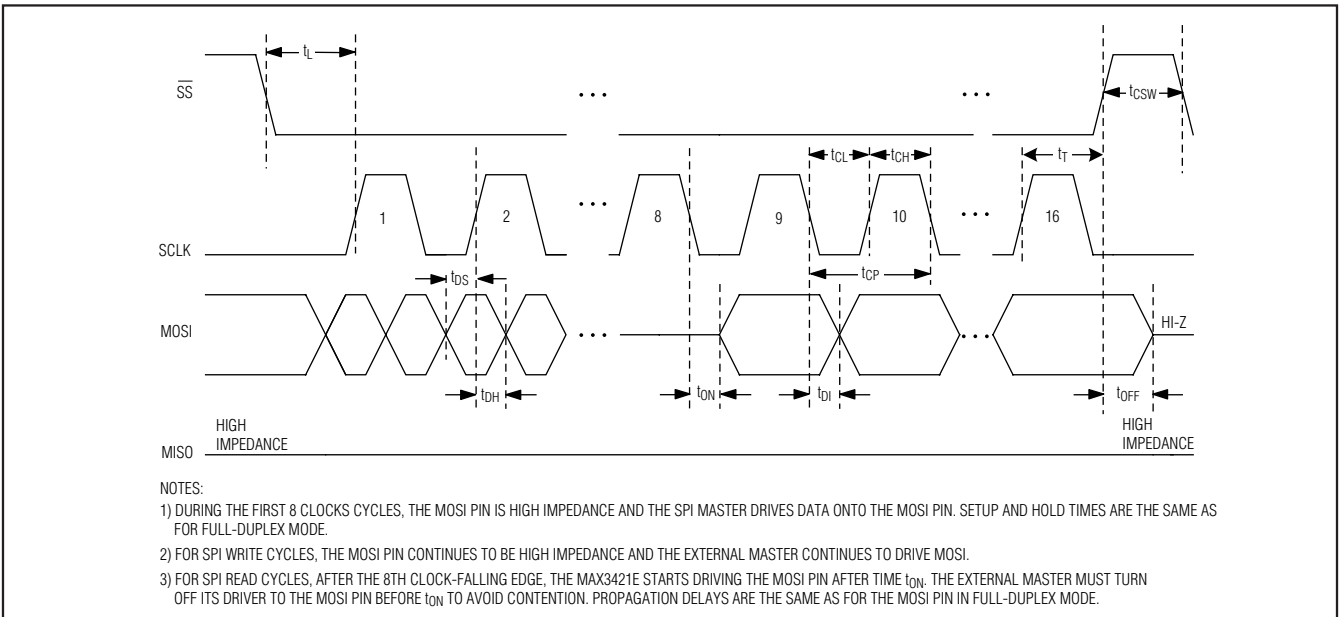 tL
SS
tCSW
tCL
tCH
tT
1
2
8
9
10
16
SCLK
tCP
tDS
MOSI
HI-Z
tDH
tON
tDI
tOFF
HIGH
IMPEDANCE
HIGH
IMPEDANCE
MISO
NOTES:
1) DURING THE FIRST 8 CLOCKS CYCLES, THE MOSI PIN IS HIGH IMPEDANCE AND THE SPI MASTER DRIVES DATA ONTO THE MOSI PIN. SETUP AND HOLD TIMES ARE THE SAME AS
FOR FULL-DUPLEX MODE.
2) FOR SPI WRITE CYCLES, THE MOSI PIN CONTINUES TO BE HIGH IMPEDANCE AND THE EXTERNAL MASTER CONTINUES TO DRIVE MOSI.
3) FOR SPI READ CYCLES, AFTER THE 8TH CLOCK-FALLING EDGE, THE MAX3421E STARTS DRIVING THE MOSI PIN AFTER TIME tON. THE EXTERNAL MASTER MUST TURN
OFF ITS DRIVER TO THE MOSI PIN BEFORE tON TO AVOID CONTENTION. PROPAGATION DELAYS ARE THE SAME AS FOR THE MOSI PIN IN FULL-DUPLEX MODE.